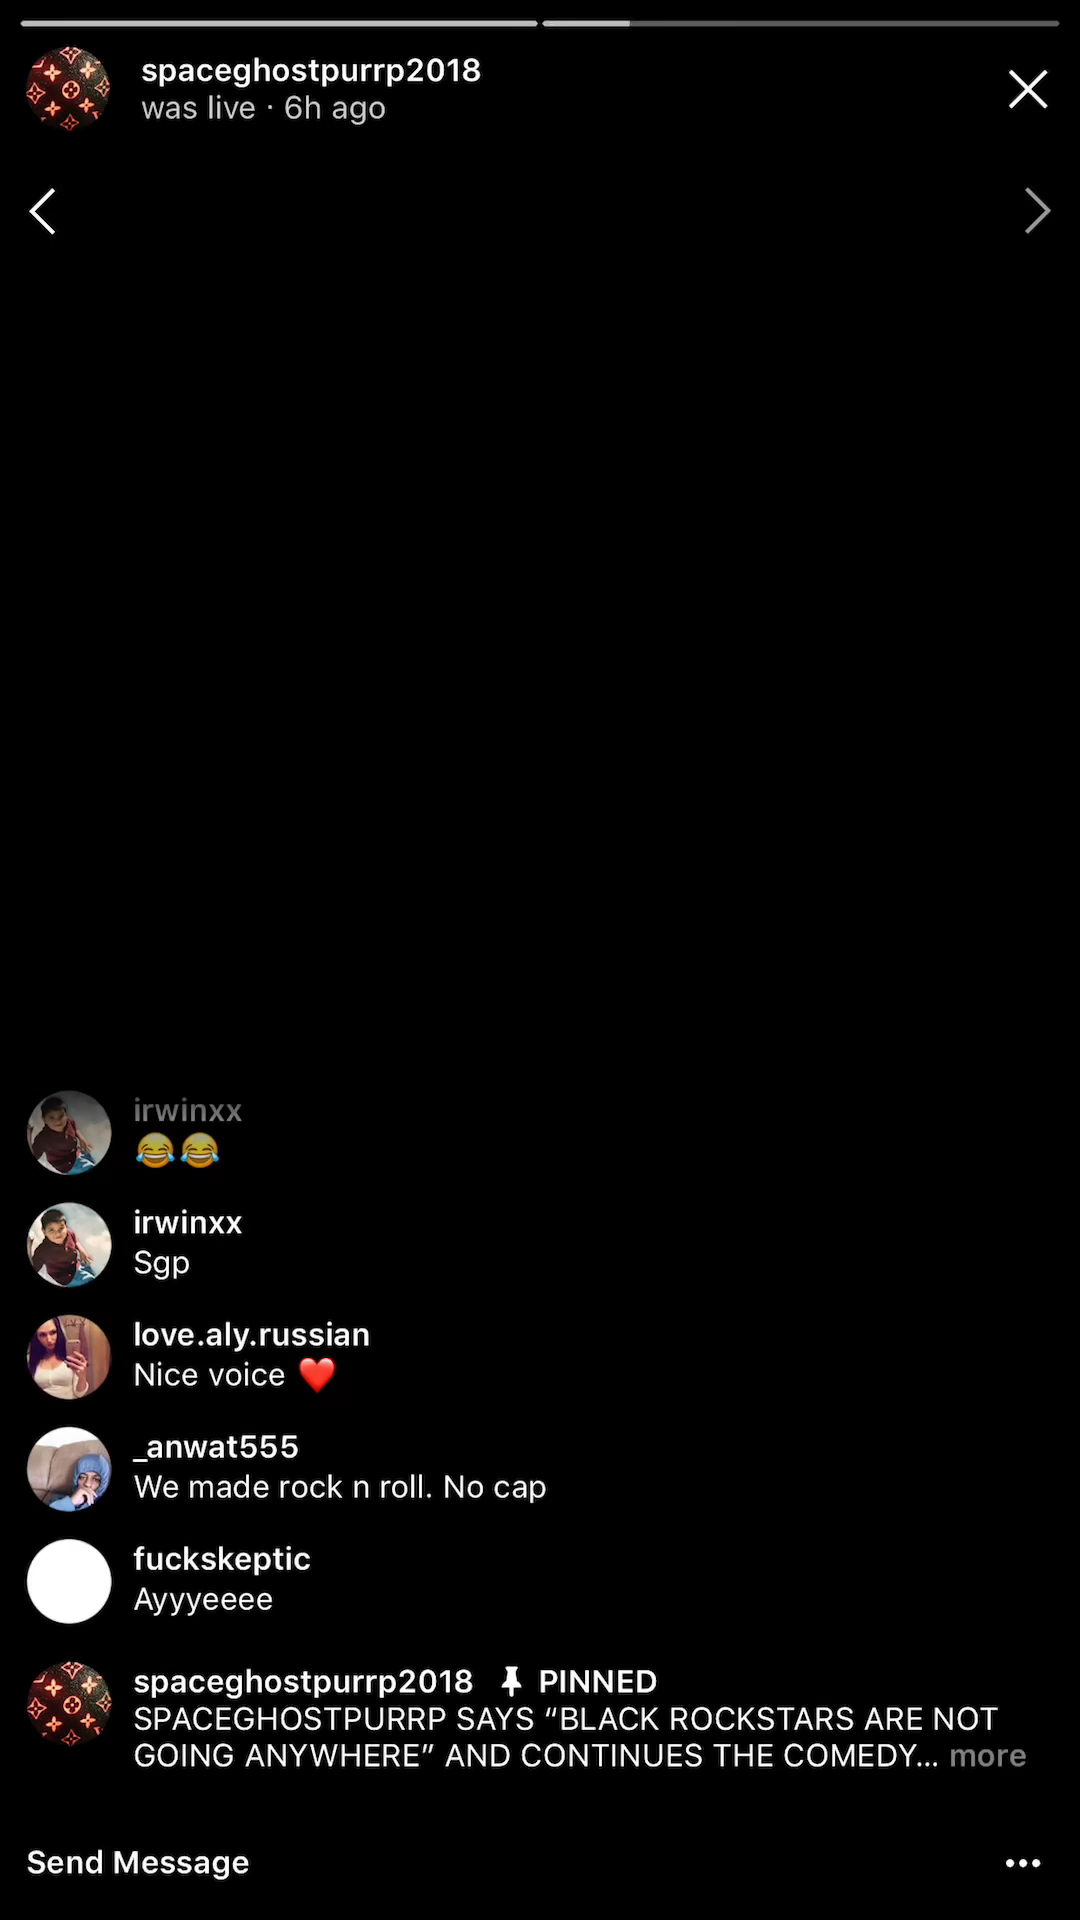 spaceghostpurrp2018
was live · 6h ago
irwinxx
😂😂
irwinxx
Sgp
love.aly.russian
Nice voice ❤️
_anwat555
We made rock n roll. No cap
fuckskeptic
Ayyyeeee
spaceghostpurrp2018 📌 PINNED
SPACEGHOSTPURRP SAYS “BLACK ROCKSTARS ARE NOT
GOING ANYWHERE” AND CONTINUES THE COMEDY... more
Send Message